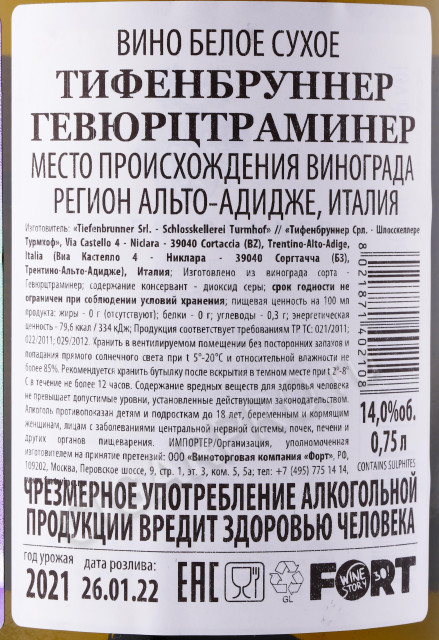 ВИНО БЕЛОЕ СУХОЕ
ТИФЕНБРУННЕР
ГЕВЮРЦТРАМИНЕР
МЕСТО ПРОИСХОЖДЕНИЯ ВИНОГРАДА
РЕГИОН АЛЬТО-АДИДЖЕ, ИТАЛИЯ
Изготовитель: «Tiefenbrunner Srl. - Schlosskellerei Turmhof» // «Тифенбруннер Срл. - Шпосскеллере
Турмхоф», Via Castello 4 - Niclara - 39040 Cortaccia (BZ), Trentino-Alto-Adige,
Italia (Виа Кастелло 4 - Никлара - 39040 Соргтачча (БЗ),
Трентино-Альто-Адидже), Италия; Изготовлено из винограда сорта -
Гевюрцтраминер; содержание консервант - диоксид серы; срок годности не
ограничен при соблюдении условий хранения; пищевая ценность на 100 мл
продукта: жиры - 0 г (отсутствуют); белки - 0 г; углеводы - 0,3 г; энергетическая
ценность - 79,6 ккал / 334 кДж; Продукция соответствует требованиям ТР ТС: 021/2011;
022/2011; 029/2012. Хранить в вентилируемом помещении без посторонних запахов и
попадания прямого солнечного света при t 5°-20°C и относительной влажности не
более 85%. Рекомендуется хранить бутылку после вскрытия в темном месте при t 2°-8°
С в течение не более 12 часов. Содержание вредных веществ для здоровья человека
не превышает допустимые уровни, установленные действующим законодательством.
Алкоголь противопоказан детям и подросткам до 18 лет, беременным и кормящим
женщинам, лицам с заболеваниями центральной нервной системы, почек, печени и
других органов пищеварения. ИМПОРТЕР/Организация, уполномоченная
изготовителем на принятие претензий: ООО «Виноторговая компания «Форт», РФ,
109202, Москва, Перовское шоссе, 9, стр. 1, эт. 3, ком. 5, 5а; тел: +7 (495) 775 14 14,
8021871402108
14,0%об.
0,75 л
CONTAINS SULPHITES
ЧРЕЗМЕРНОЕ УПОТРЕБЛЕНИЕ АЛКОГОЛЬНОЙ
ПРОДУКЦИИ ВРЕДИТ ЗДОРОВЬЮ ЧЕЛОВЕКА
год урожая дата розлива:
2021 26.01.22
EAC
GL
FORT
WINE
STORY